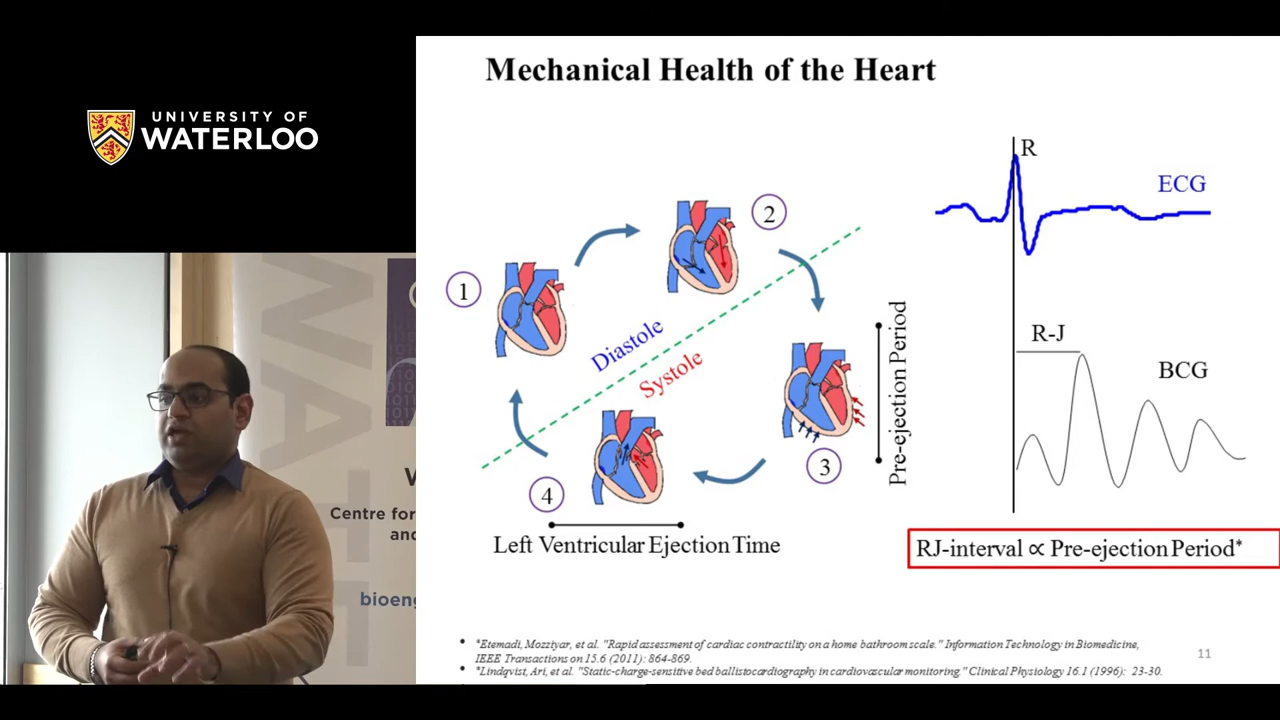 UNIVERSITY OF
WATERLOO
Centre for
and
bioeng
Mechanical Health of the Heart
1
2
Diastole
Systole
3
4
Pre-ejection Period
Left Ventricular Ejection Time
R
ECG
R-J
BCG
RJ-interval ∝ Pre-ejection Period*
• *Etemadi, Mozziyar, et al. "Rapid assessment of cardiac contractility on a home bathroom scale." Information Technology in Biomedicine,
IEEE Transactions on 15.6 (2011): 864-869.
• *Lindqvist, Ari, et al. "Static-charge-sensitive bed ballistocardiography in cardiovascular monitoring." Clinical Physiology 16.1 (1996): 23-30.
11